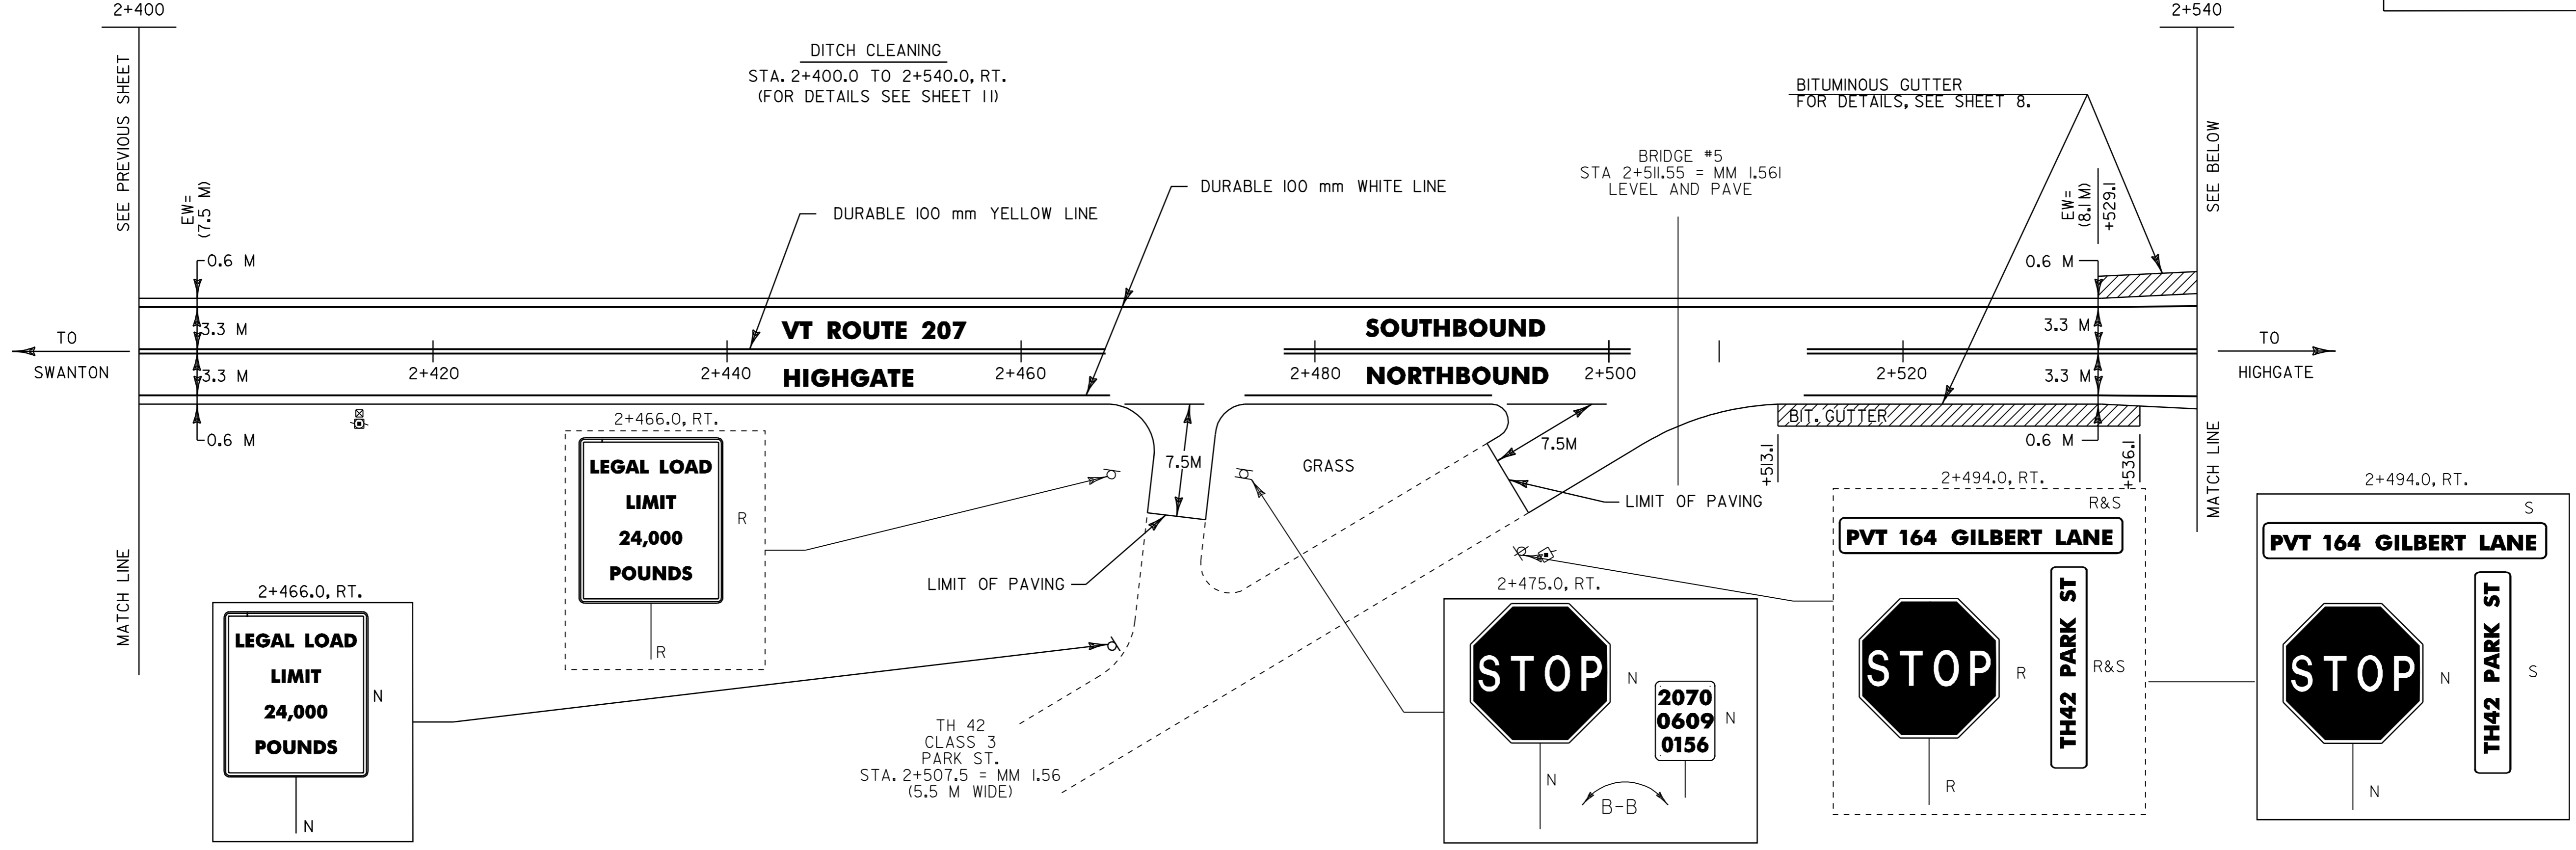 2+400
2+540
SEE PREVIOUS SHEET
DITCH CLEANING
STA. 2+400.0 TO 2+540.0, RT.
(FOR DETAILS SEE SHEET 11)
BITUMINOUS GUTTER
FOR DETAILS, SEE SHEET 8.
SEE BELOW
BRIDGE #5
STA 2+511.55 = MM 1.561
LEVEL AND PAVE
EW=
(7.5 M)
DURABLE 100 mm YELLOW LINE
DURABLE 100 mm WHITE LINE
EW=
(8.1 M)
+529.1
0.6 M
0.6 M
3.3 M
VT ROUTE 207
SOUTHBOUND
3.3 M
TO
SWANTON
TO
HIGHGATE
3.3 M
2+420
2+440
HIGHGATE
2+460
2+480
NORTHBOUND
2+500
2+520
3.3 M
0.6 M
BIT. GUTTER
0.6 M
+513.1
+536.1
MATCH LINE
MATCH LINE
2+466.0, RT.
LEGAL LOAD
LIMIT
24,000
POUNDS
R
R
7.5M
GRASS
7.5M
LIMIT OF PAVING
LIMIT OF PAVING
2+466.0, RT.
LEGAL LOAD
LIMIT
24,000
POUNDS
N
N
TH 42
CLASS 3
PARK ST.
STA. 2+507.5 = MM 1.56
(5.5 M WIDE)
2+475.0, RT.
STOP
N
2070
0609
0156
N
N
B-B
2+494.0, RT.
R&S
PVT 164 GILBERT LANE
STOP
R
TH42 PARK ST
R&S
R
2+494.0, RT.
S
PVT 164 GILBERT LANE
STOP
N
TH42 PARK ST
S
N